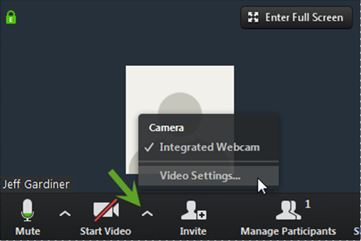 E
Enter Full Screen
Camera
✓ Integrated Webcam
Video Settings...
Jeff Gardiner
1
Mute
Start Video
Invite
Manage Participants
S